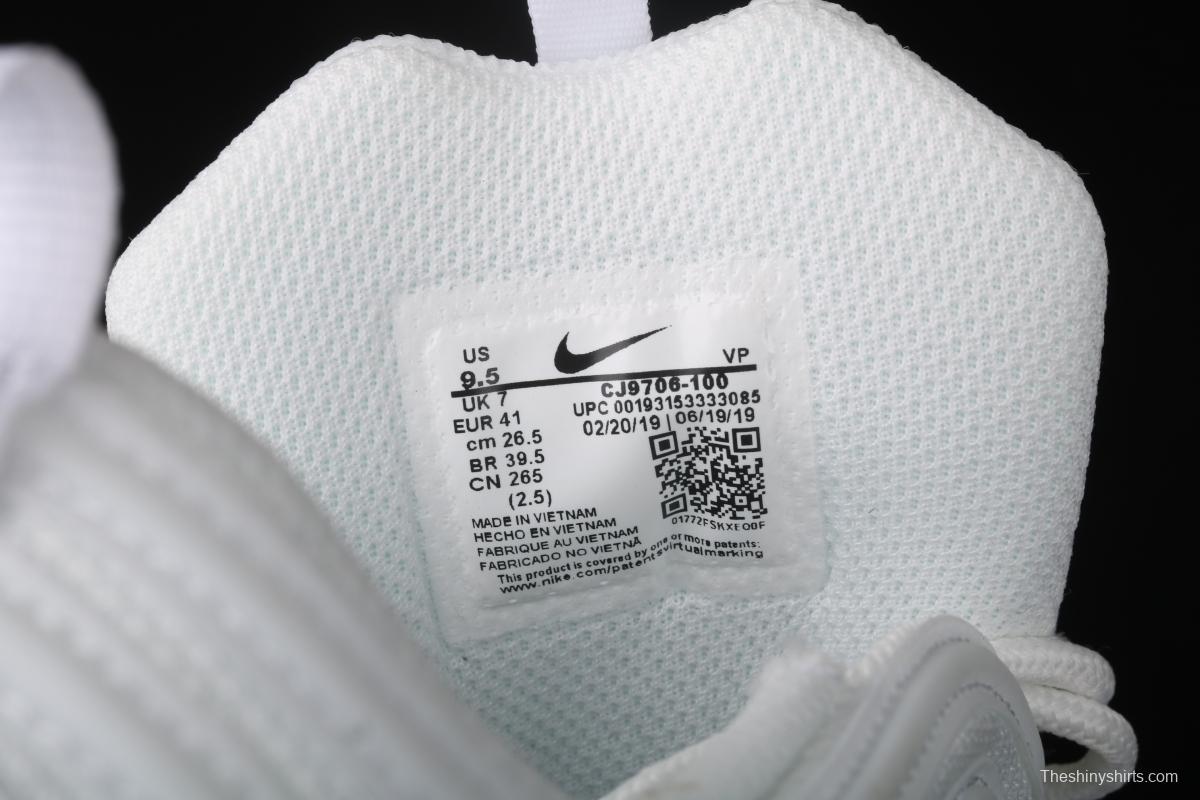 US
VP
9.5
UK 7
CJ9706-100
EUR 41
UPC 00193153333085
cm 26.5
02/20/19 | 06/19/19
BR 39.5
CN 265
(2.5)
MADE IN VIETNAM
HECHO EN VIETNAM
FABRIQUE AU VIETNAM
FABRICADO NO VIETNÃ
01772FSKXEO0F
This product is covered by one or more patents:
www.nike.com/patentsvirtualmarking
Theshinyshirts.com